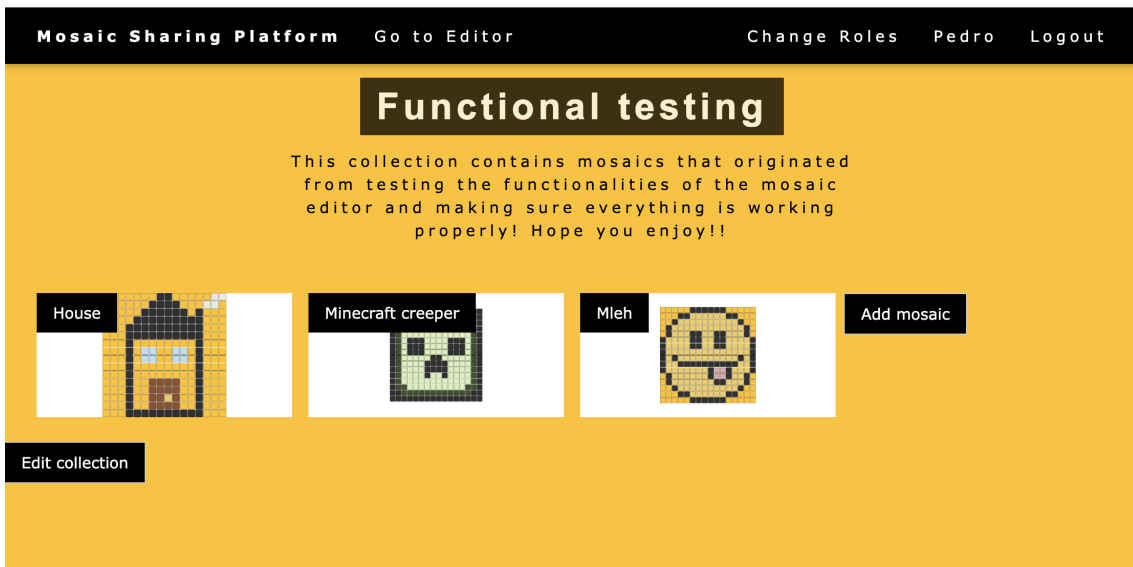 Mosaic Sharing Platform Go to Editor Change Roles Pedro Logout
Functional testing
This collection contains mosaics that originated
from testing the functionalities of the mosaic
editor and making sure everything is working
properly! Hope you enjoy!!
House Minecraft creeper Mleh Add mosaic
Edit collection